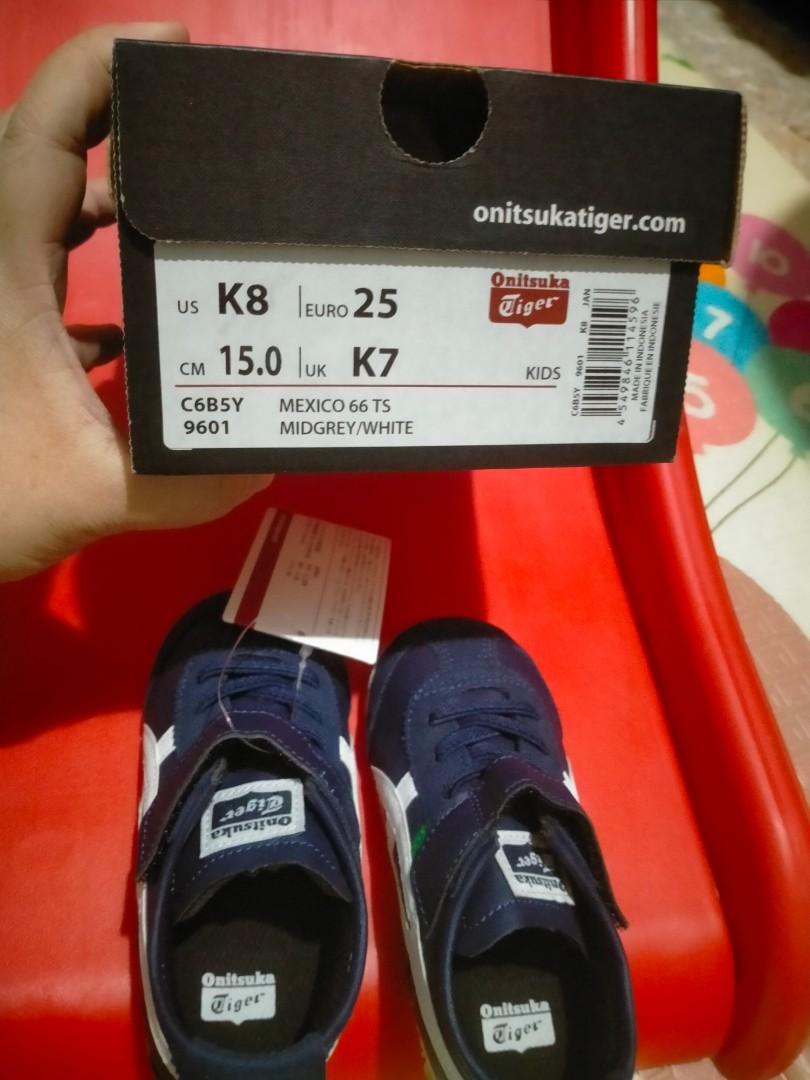 onitsukatiger.com
US K8 EURO 25
CM 15.0 UK K7
KIDS
C6B5Y MEXICO 66 TS
9601 MIDGREY/WHITE
Onitsuka
Tiger
C6B5Y 9601 K8 JAN
4 549846 114596
MADE IN INDONESIA
FABRIQUE EN INDONESIE
10
7
Onitsuka
Tiger
Onitsuka
Tiger
Onitsuka
Tiger
Onitsuka
Tiger